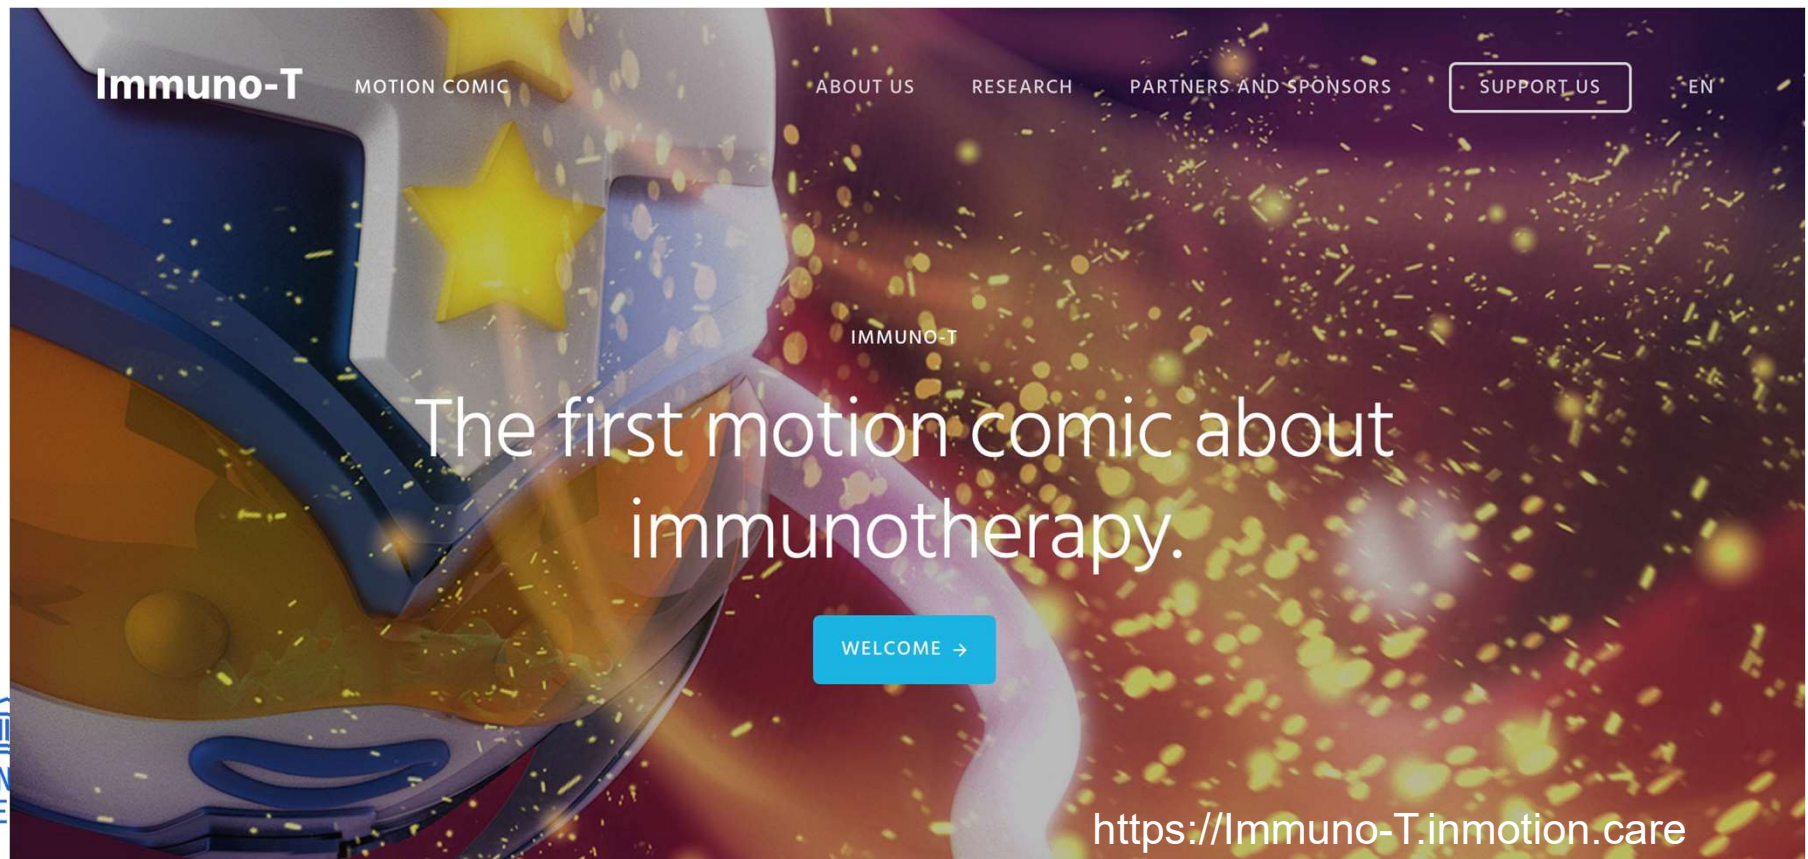 Immuno-T
MOTION COMIC
ABOUT US
RESEARCH
PARTNERS AND SPONSORS
SUPPORT US
EN
IMMUNO-T
The first motion comic about
immunotherapy.
WELCOME →
https://Immuno-T.inmotion.care